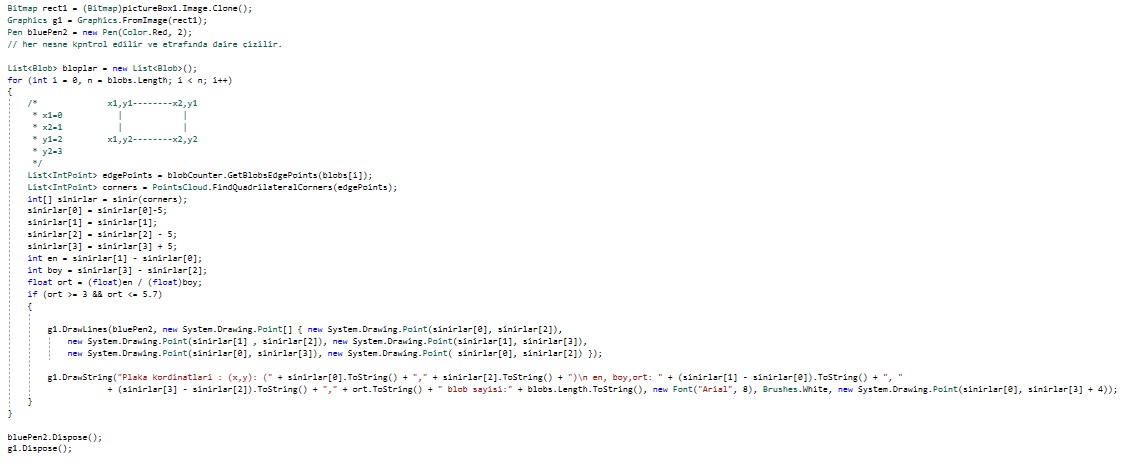 Bitmap rect1 = (Bitmap)pictureBox1.Image.Clone();
Graphics g1 = Graphics.FromImage(rect1);
Pen bluePen2 = new Pen(Color.Red, 2);
// her nesne kpntrol edilir ve etrafında daire çizilir.
List<Blob> bloplar = new List<Blob>();
for (int i = 0, n = blobs.Length; i < n; i++)
{
/*            x1,y1--------x2,y1
* x1=0          |            |
* x2=1          |            |
* y1=2        x1,y2--------x2,y2
* y2=3
*/
List<IntPoint> edgePoints = blobCounter.GetBlobsEdgePoints(blobs[i]);
List<IntPoint> corners = PointsCloud.FindQuadrilateralCorners(edgePoints);
int[] sinirlar = sinir(corners);
sinirlar[0] = sinirlar[0]-5;
sinirlar[1] = sinirlar[1];
sinirlar[2] = sinirlar[2] - 5;
sinirlar[3] = sinirlar[3] + 5;
int en = sinirlar[1] - sinirlar[0];
int boy = sinirlar[3] - sinirlar[2];
float ort = (float)en / (float)boy;
if (ort >= 3 && ort <= 5.7)
{
g1.DrawLines(bluePen2, new System.Drawing.Point[] { new System.Drawing.Point(sinirlar[0], sinirlar[2]),
new System.Drawing.Point(sinirlar[1] , sinirlar[2]), new System.Drawing.Point(sinirlar[1], sinirlar[3]),
new System.Drawing.Point(sinirlar[0], sinirlar[3]), new System.Drawing.Point( sinirlar[0], sinirlar[2]) });
g1.DrawString("Plaka kordinatlari : (x,y): (" + sinirlar[0].ToString() + "," + sinirlar[2].ToString() + ")\n en, boy,ort: " + (sinirlar[1] - sinirlar[0]).ToString() + ", "
+ (sinirlar[3] - sinirlar[2]).ToString() + "," + ort.ToString() + " blob sayisi:" + blobs.Length.ToString(), new Font("Arial", 8), Brushes.White, new System.Drawing.Point(sinirlar[0], sinirlar[3] + 4));
}
}
bluePen2.Dispose();
g1.Dispose();